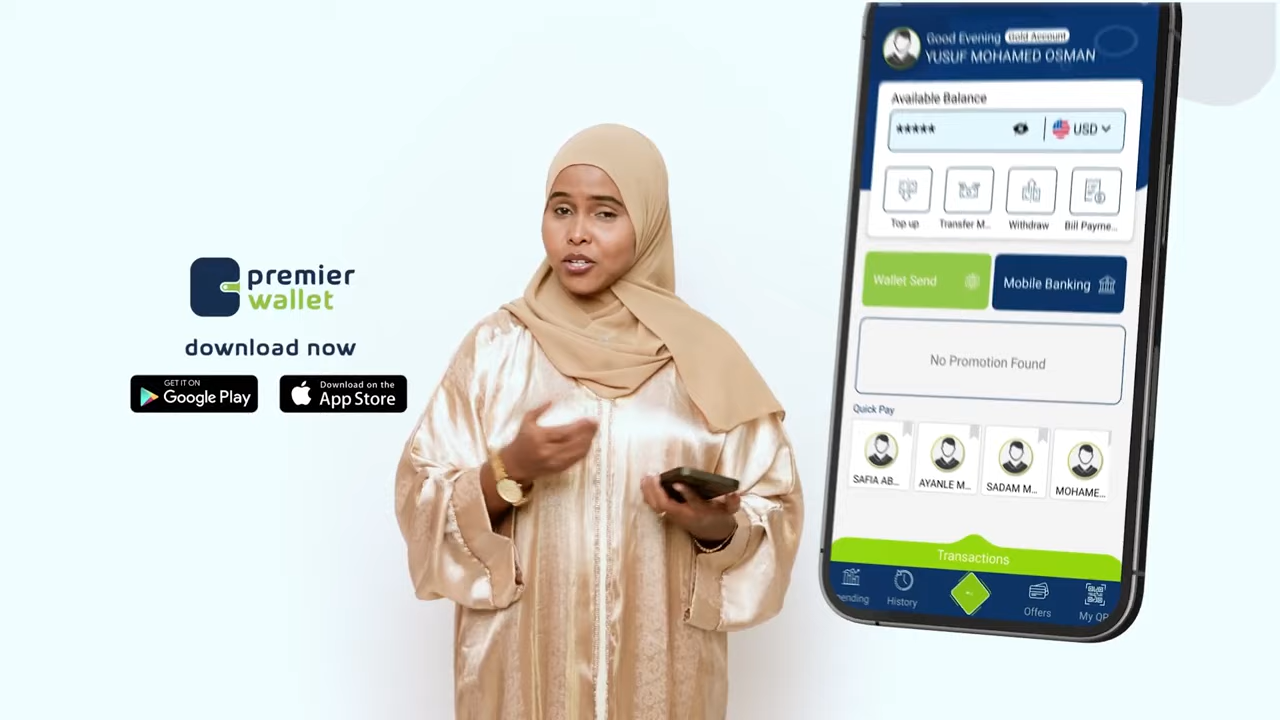 premier
wallet
download now
GET IT ON
Google Play
Download on the
App Store
Good Evening Gold Account
YUSUF MOHAMED OSMAN
Available Balance
***** USD
Top up Transfer M... Withdraw Bill Payme...
Wallet Send Mobile Banking
No Promotion Found
Quick Pay
SAFIA AB... AYANLE M... SADAM M... MOHAME...
Transactions
ending History Offers My QR